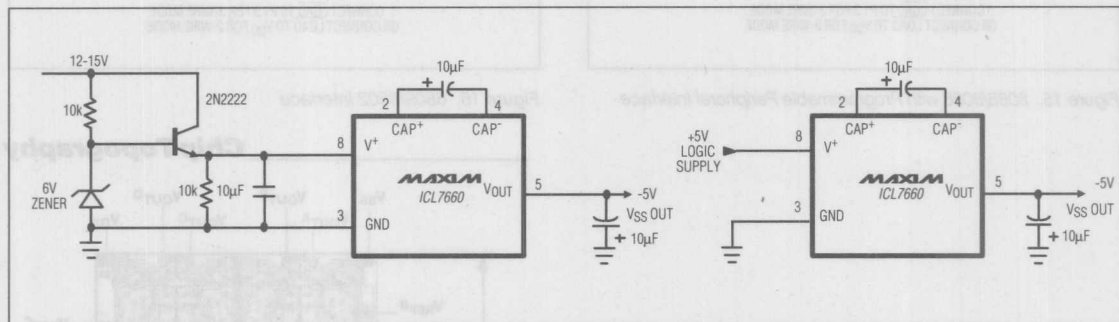 12-15V
10k
2N2222
6V
ZENER
10k
10µF
10µF
+
2
4
CAP+
CAP-
8
V+
MAXIM
ICL7660
VOUT
5
-5V
VSS OUT
+
10µF
3
GND
10µF
+
2
4
CAP+
CAP-
+5V
LOGIC
SUPPLY
8
V+
MAXIM
ICL7660
VOUT
5
-5V
VSS OUT
+
10µF
3
GND
Chip Topography